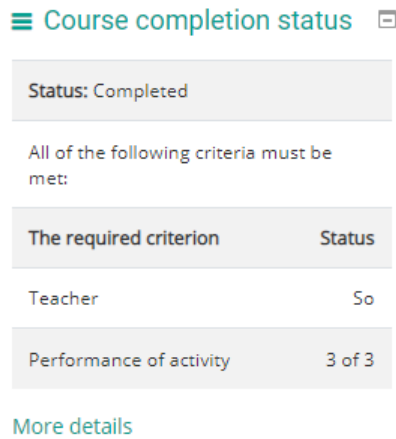 Course completion status
Status: Completed
All of the following criteria must be
met:
The required criterion Status
Teacher So
Performance of activity 3 of 3
More details